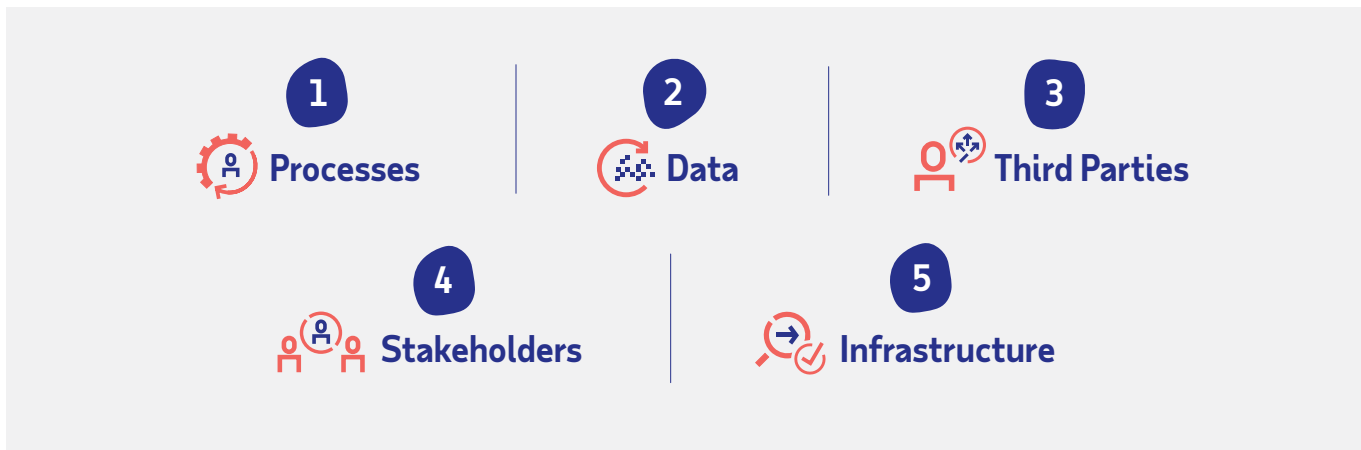 1
2
3
Processes
Data
Third Parties
4
5
Stakeholders
Infrastructure